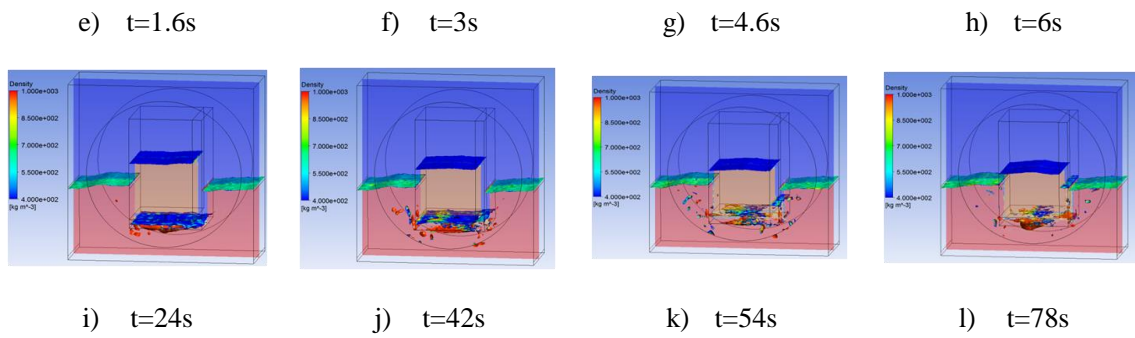 e) t=1.6s f) t=3s g) t=4.6s h) t=6s
Density Density Density Density
1.000e+003 1.000e+003 1.000e+003 1.000e+003
8.500e+002 8.500e+002 8.500e+002 8.500e+002
7.000e+002 7.000e+002 7.000e+002 7.000e+002
5.500e+002 5.500e+002 5.500e+002 5.500e+002
4.000e+002 4.000e+002 4.000e+002 4.000e+002
[kg m^-3] [kg m^-3] [kg m^-3] [kg m^-3]
i) t=24s j) t=42s k) t=54s l) t=78s